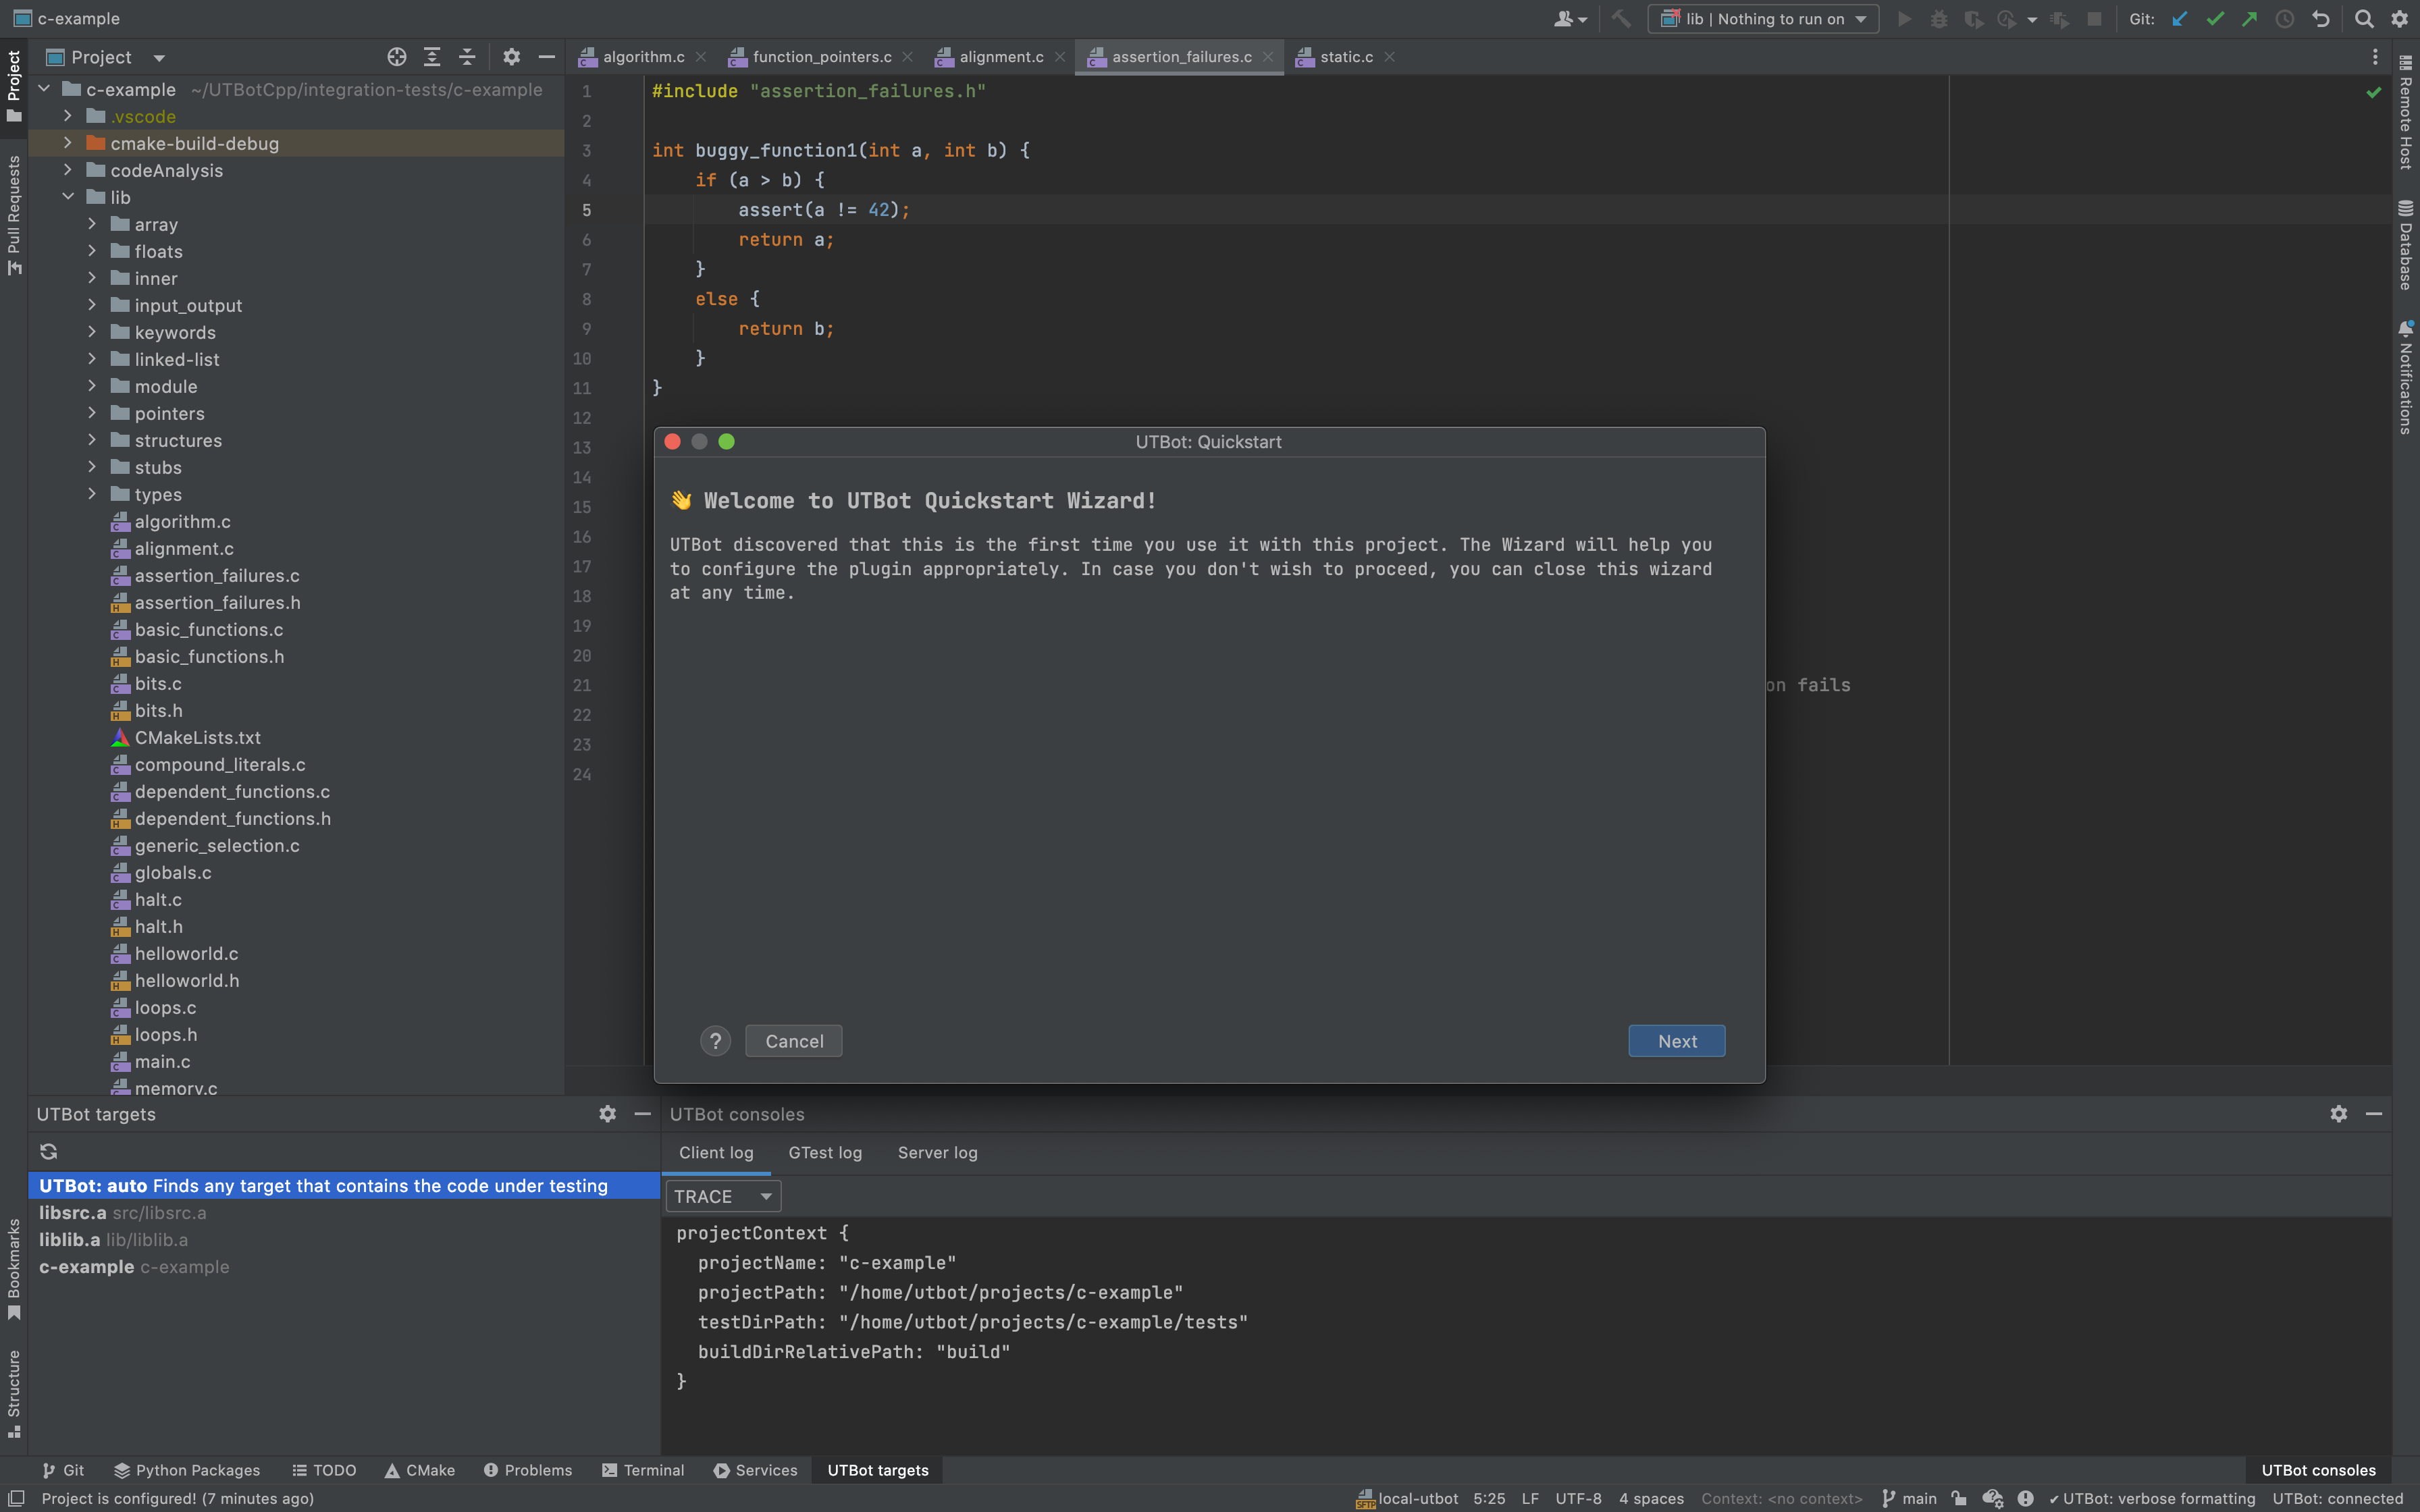 c-example
lib | Nothing to run on
Git:
Project
Pull Requests
Bookmarks
Structure
Project
c-example ~/UTBotCpp/integration-tests/c-example
.vscode
cmake-build-debug
codeAnalysis
lib
array
floats
inner
input_output
keywords
linked-list
module
pointers
structures
stubs
types
algorithm.c
alignment.c
assertion_failures.c
assertion_failures.h
basic_functions.c
basic_functions.h
bits.c
bits.h
CMakeLists.txt
compound_literals.c
dependent_functions.c
dependent_functions.h
generic_selection.c
globals.c
halt.c
halt.h
helloworld.c
helloworld.h
loops.c
loops.h
main.c
memory.c
algorithm.c
function_pointers.c
alignment.c
assertion_failures.c
static.c
1 #include "assertion_failures.h"
2
3 int buggy_function1(int a, int b) {
4 if (a > b) {
5 assert(a != 42);
6 return a;
7 }
8 else {
9 return b;
10 }
11 }
12
13
14
15
16
17
18
19
20
21 on fails
22
23
24
Remote Host
Database
Notifications
UTBot: Quickstart
👋 Welcome to UTBot Quickstart Wizard!
UTBot discovered that this is the first time you use it with this project. The Wizard will help you
to configure the plugin appropriately. In case you don't wish to proceed, you can close this wizard
at any time.
?
Cancel
Next
UTBot targets
UTBot: auto Finds any target that contains the code under testing
libsrc.a src/libsrc.a
liblib.a lib/liblib.a
c-example c-example
UTBot consoles
Client log
GTest log
Server log
TRACE
projectContext {
projectName: "c-example"
projectPath: "/home/utbot/projects/c-example"
testDirPath: "/home/utbot/projects/c-example/tests"
buildDirRelativePath: "build"
}
Git
Python Packages
TODO
CMake
Problems
Terminal
Services
UTBot targets
UTBot consoles
Project is configured! (7 minutes ago)
SFTP
local-utbot
5:25
LF
UTF-8
4 spaces
Context: <no context>
main
✔ UTBot: verbose formatting
UTBot: connected